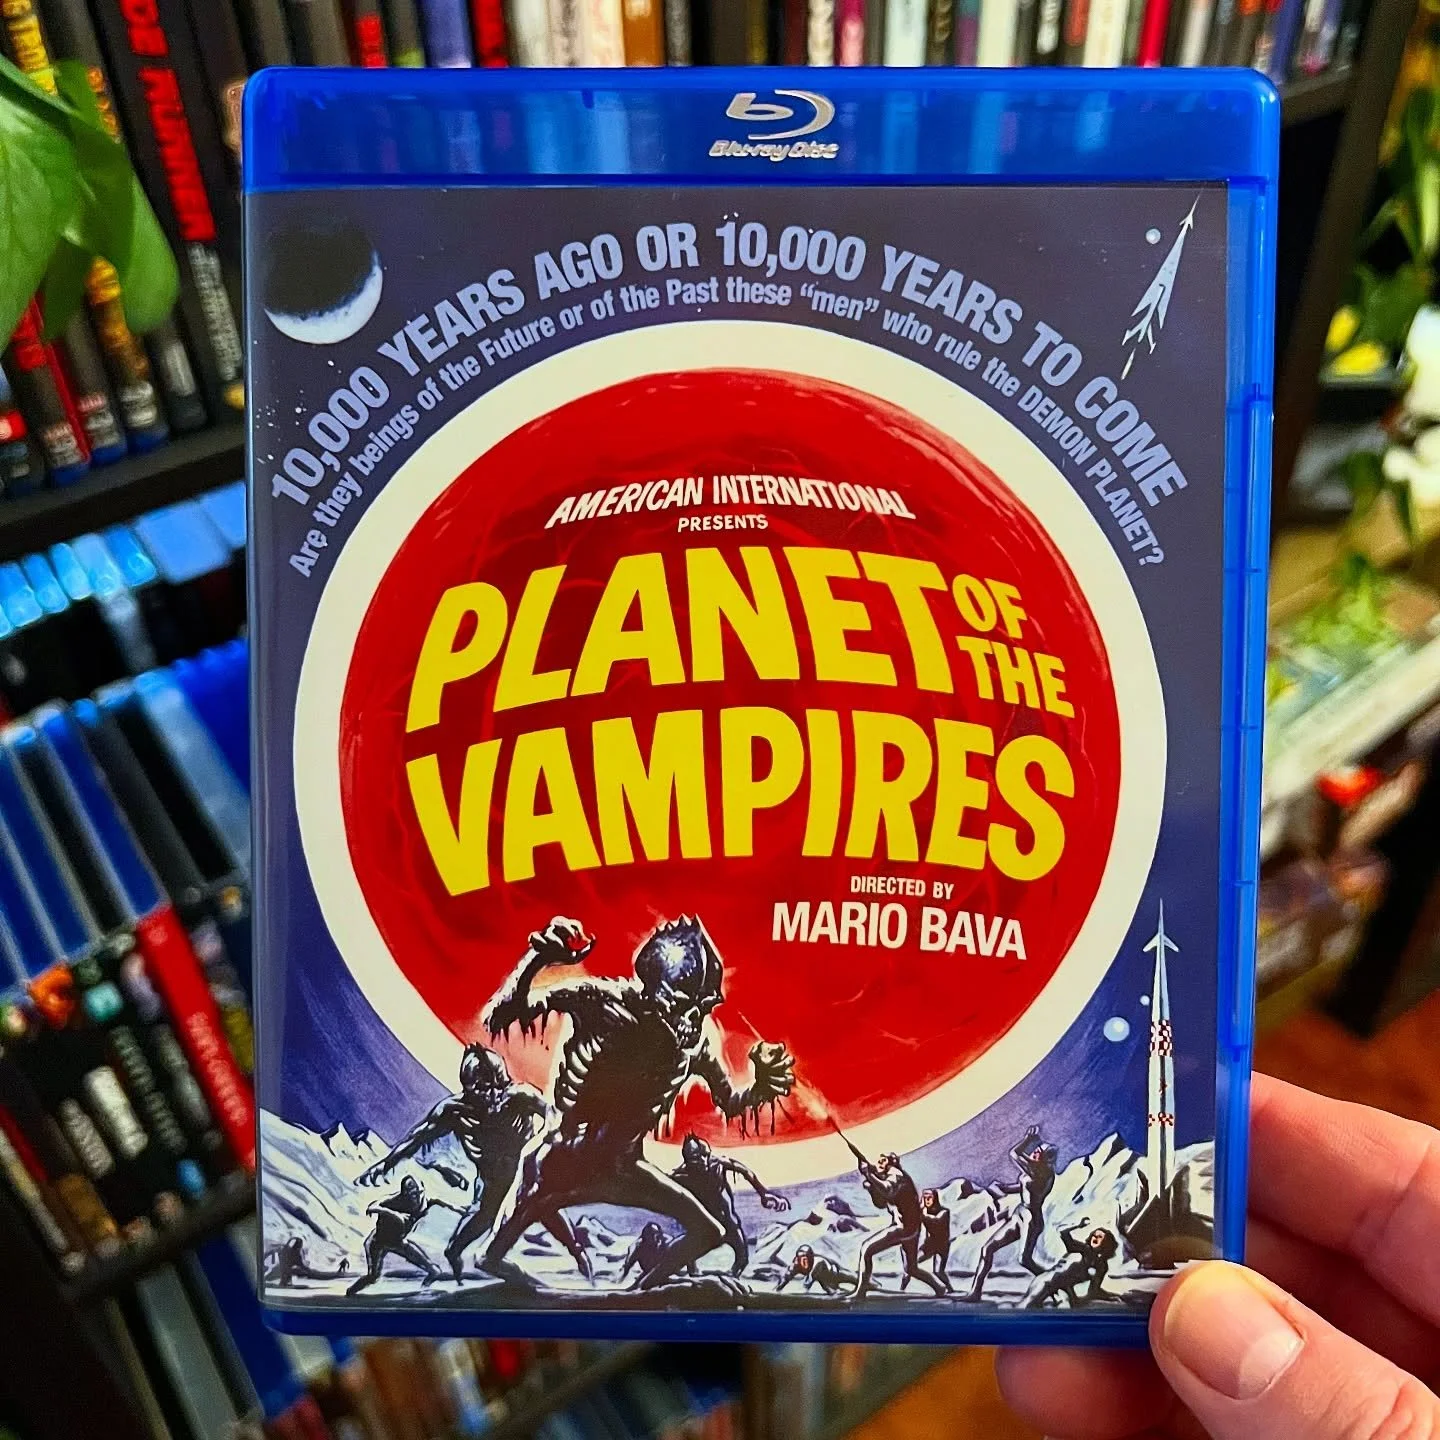 Blu-ray Disc
10,000 YEARS AGO OR 10,000 YEARS TO COME
Are they beings of the Future or of the Past these “men” who rule the DEMON PLANET?
AMERICAN INTERNATIONAL
PRESENTS
PLANET OF THE
VAMPIRES
DIRECTED BY
MARIO BAVA